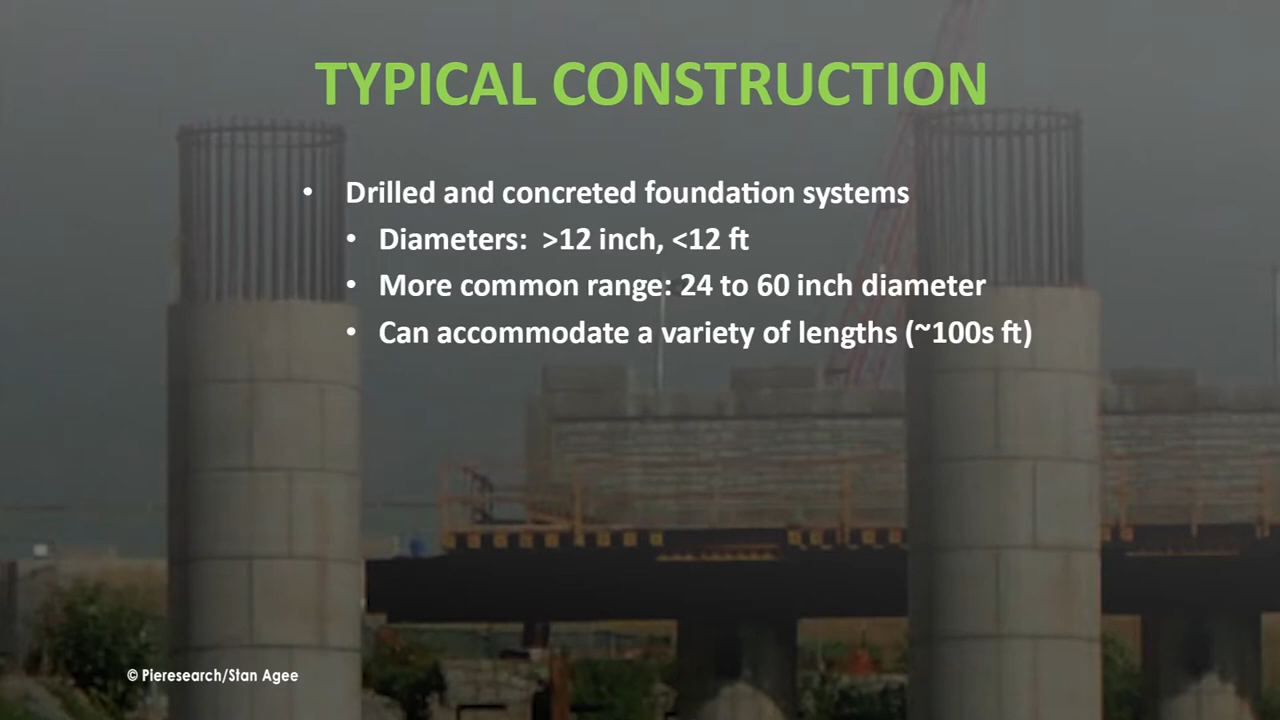 TYPICAL CONSTRUCTION
• Drilled and concreted foundation systems
• Diameters:  >12 inch, <12 ft
• More common range: 24 to 60 inch diameter
• Can accommodate a variety of lengths (~100s ft)
© Pieresearch/Stan Agee